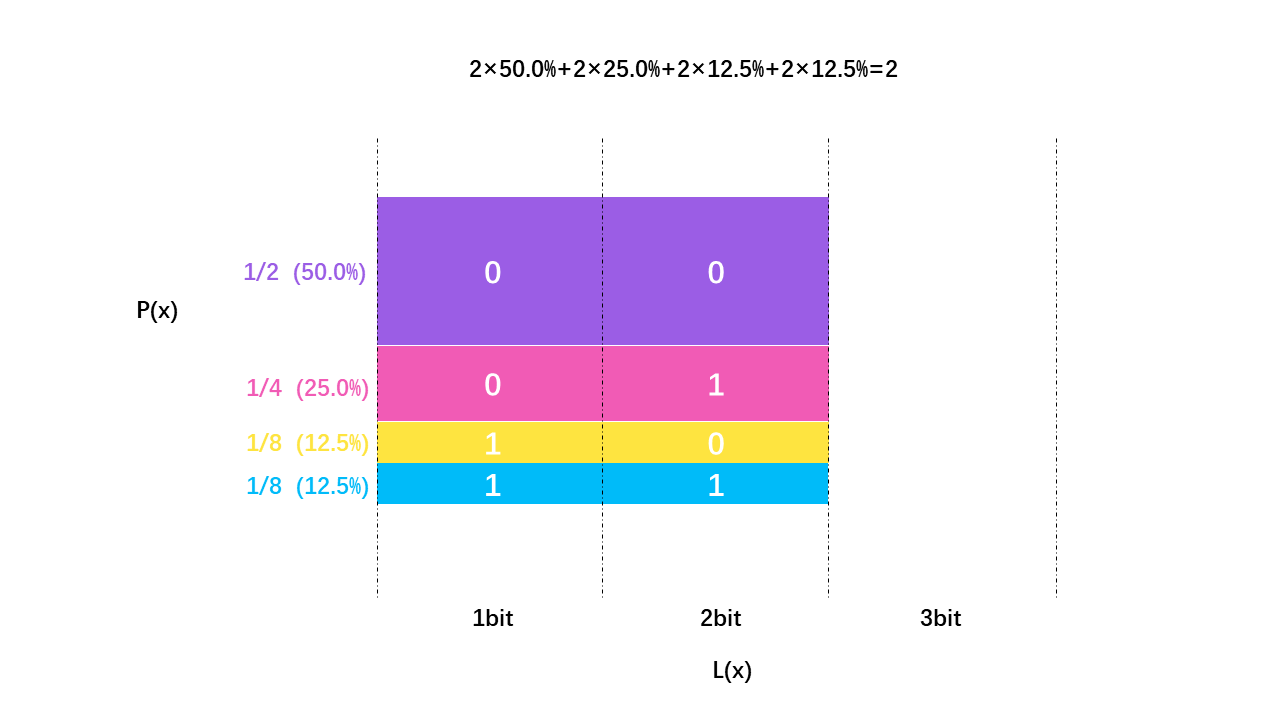 2×50.0%+2×25.0%+2×12.5%+2×12.5%=2
1/2 (50.0%) 0 0
P(x)
1/4 (25.0%) 0 1
1/8 (12.5%) 1 0
1/8 (12.5%) 1 1
1bit 2bit 3bit
L(x)